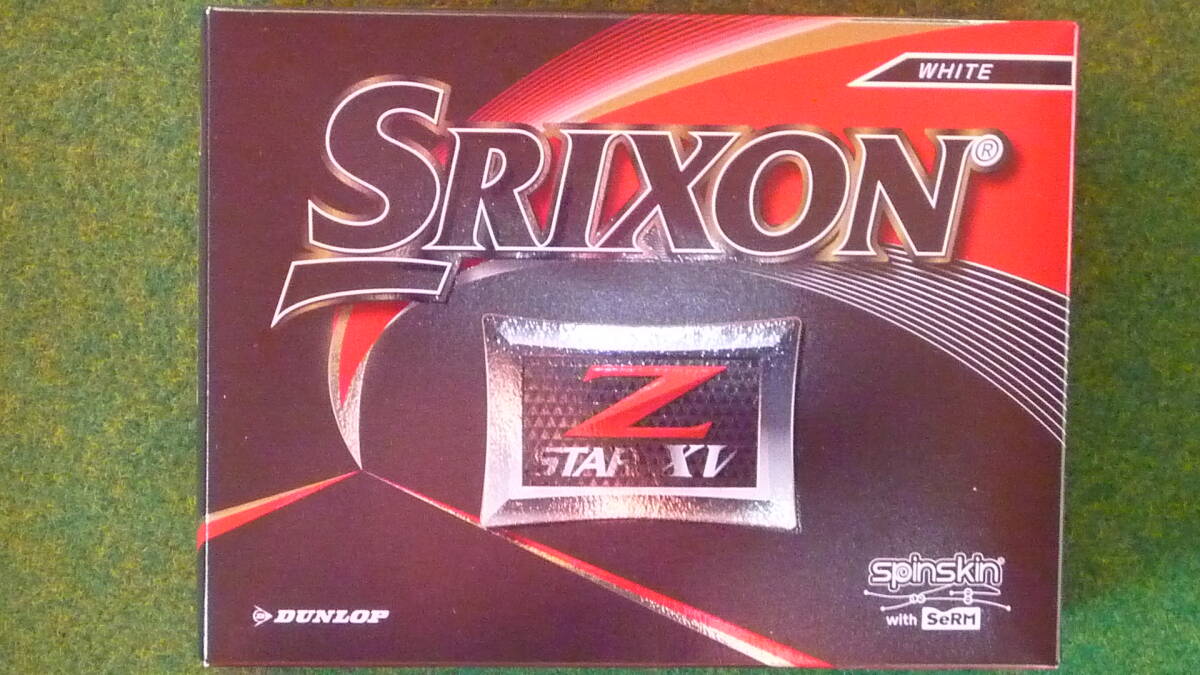 WHITE
SRIXON®
Z
STAR XV
spinskin®
with SeRM
DUNLOP